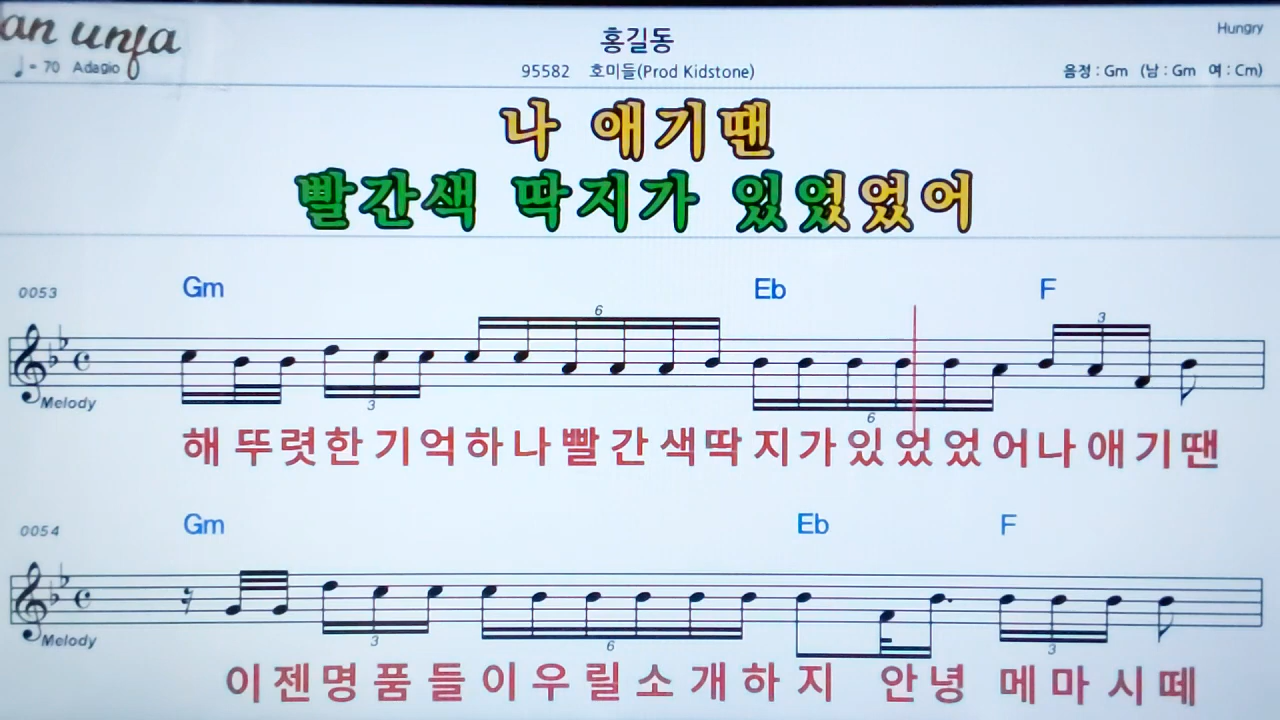 an unfa
♩= 70 Adagio
홍길동
95582 호미들(Prod Kidstone)
Hungry
음정 : Gm (남 : Gm 여 : Cm)
나 애기땐
빨간색 딱지가 있었었어
0053 Gm Eb F
6 3
3 6
Melody
해 뚜렷한기억하나빨간색딱지가있었었어나애기땐
0054 Gm Eb F
3 6 3
Melody
이젠명품들이우릴소개하지 안녕 메마시떼